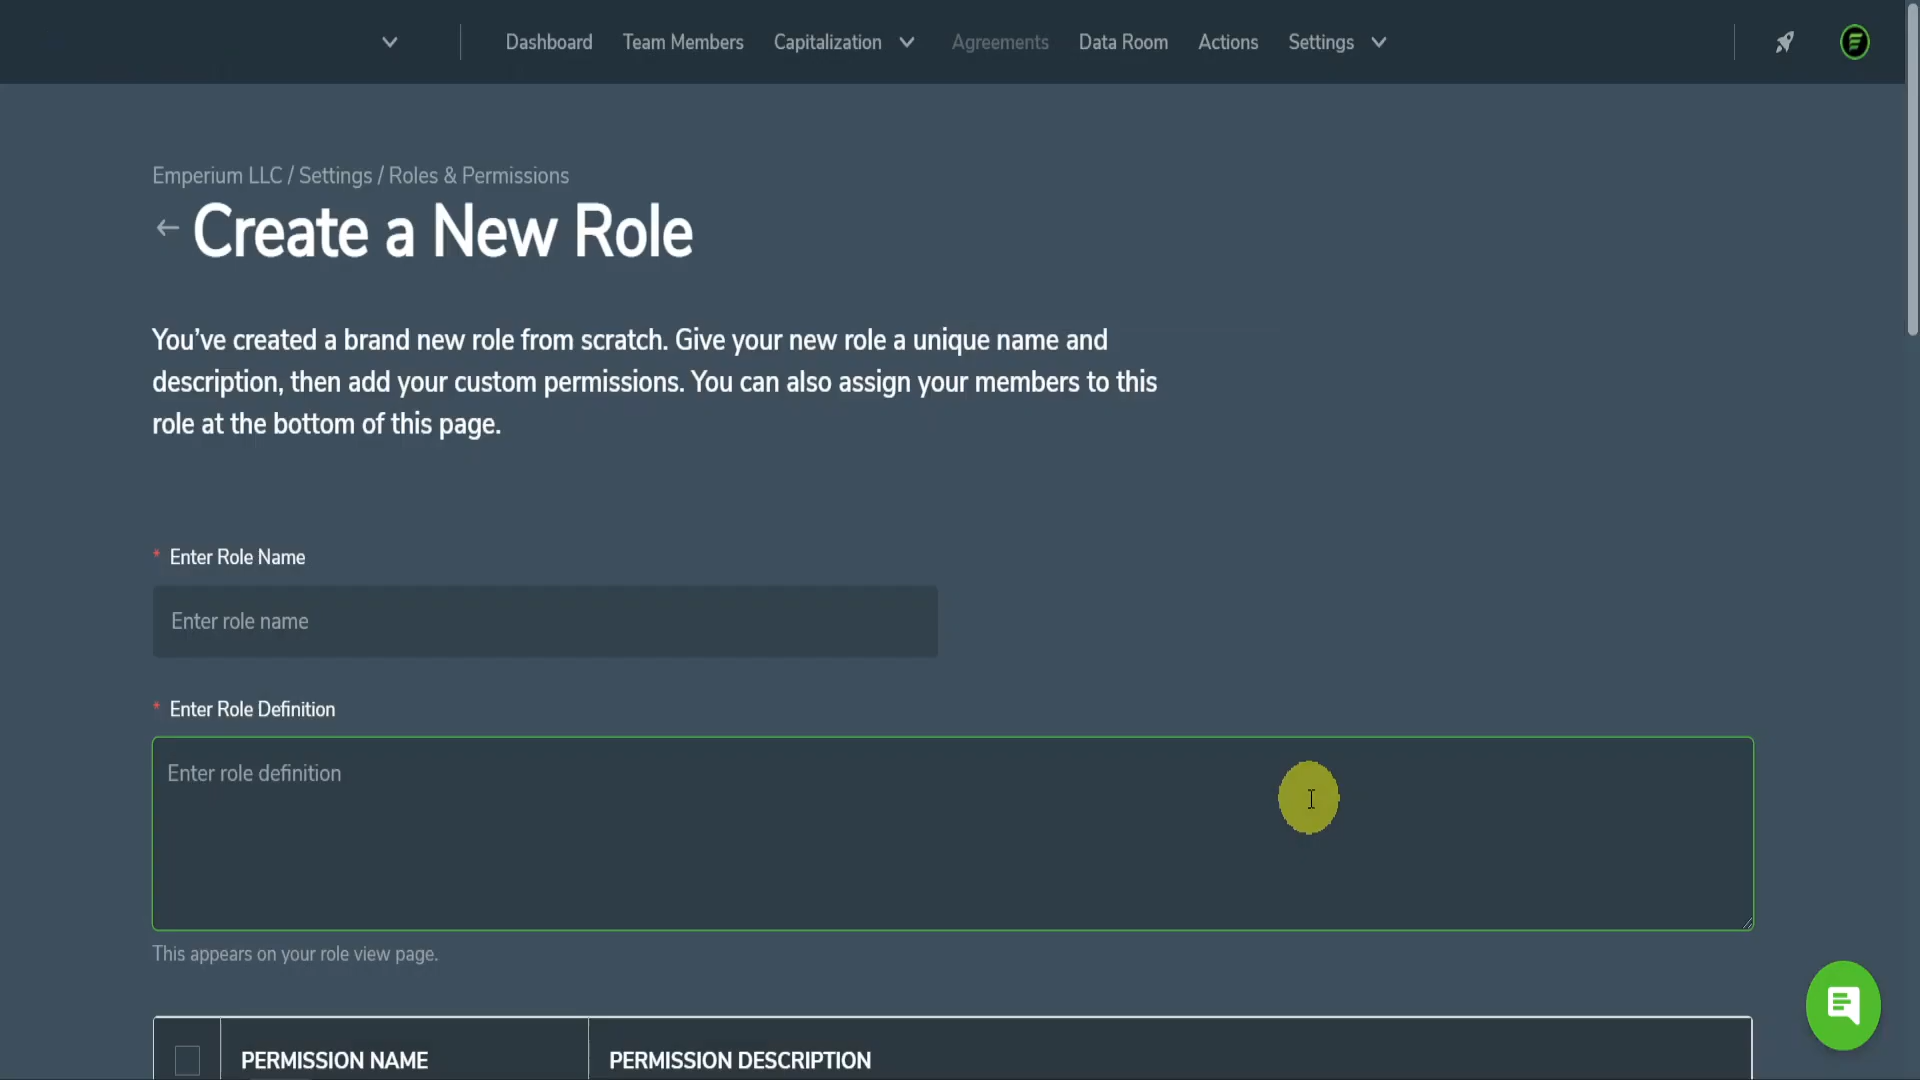 Dashboard Team Members Capitalization Agreements Data Room Actions Settings
Emperium LLC / Settings / Roles & Permissions
Create a New Role
You’ve created a brand new role from scratch. Give your new role a unique name and
description, then add your custom permissions. You can also assign your members to this
role at the bottom of this page.
* Enter Role Name
Enter role name
* Enter Role Definition
Enter role definition
This appears on your role view page.
PERMISSION NAME PERMISSION DESCRIPTION